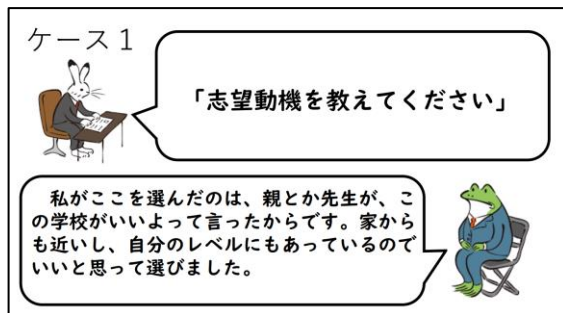 ケース１
「志望動機を教えてください」
私がここを選んだのは、親とか先生が、こ
の学校がいいよって言ったからです。家から
も近いし、自分のレベルにもあっているので
いいと思って選びました。